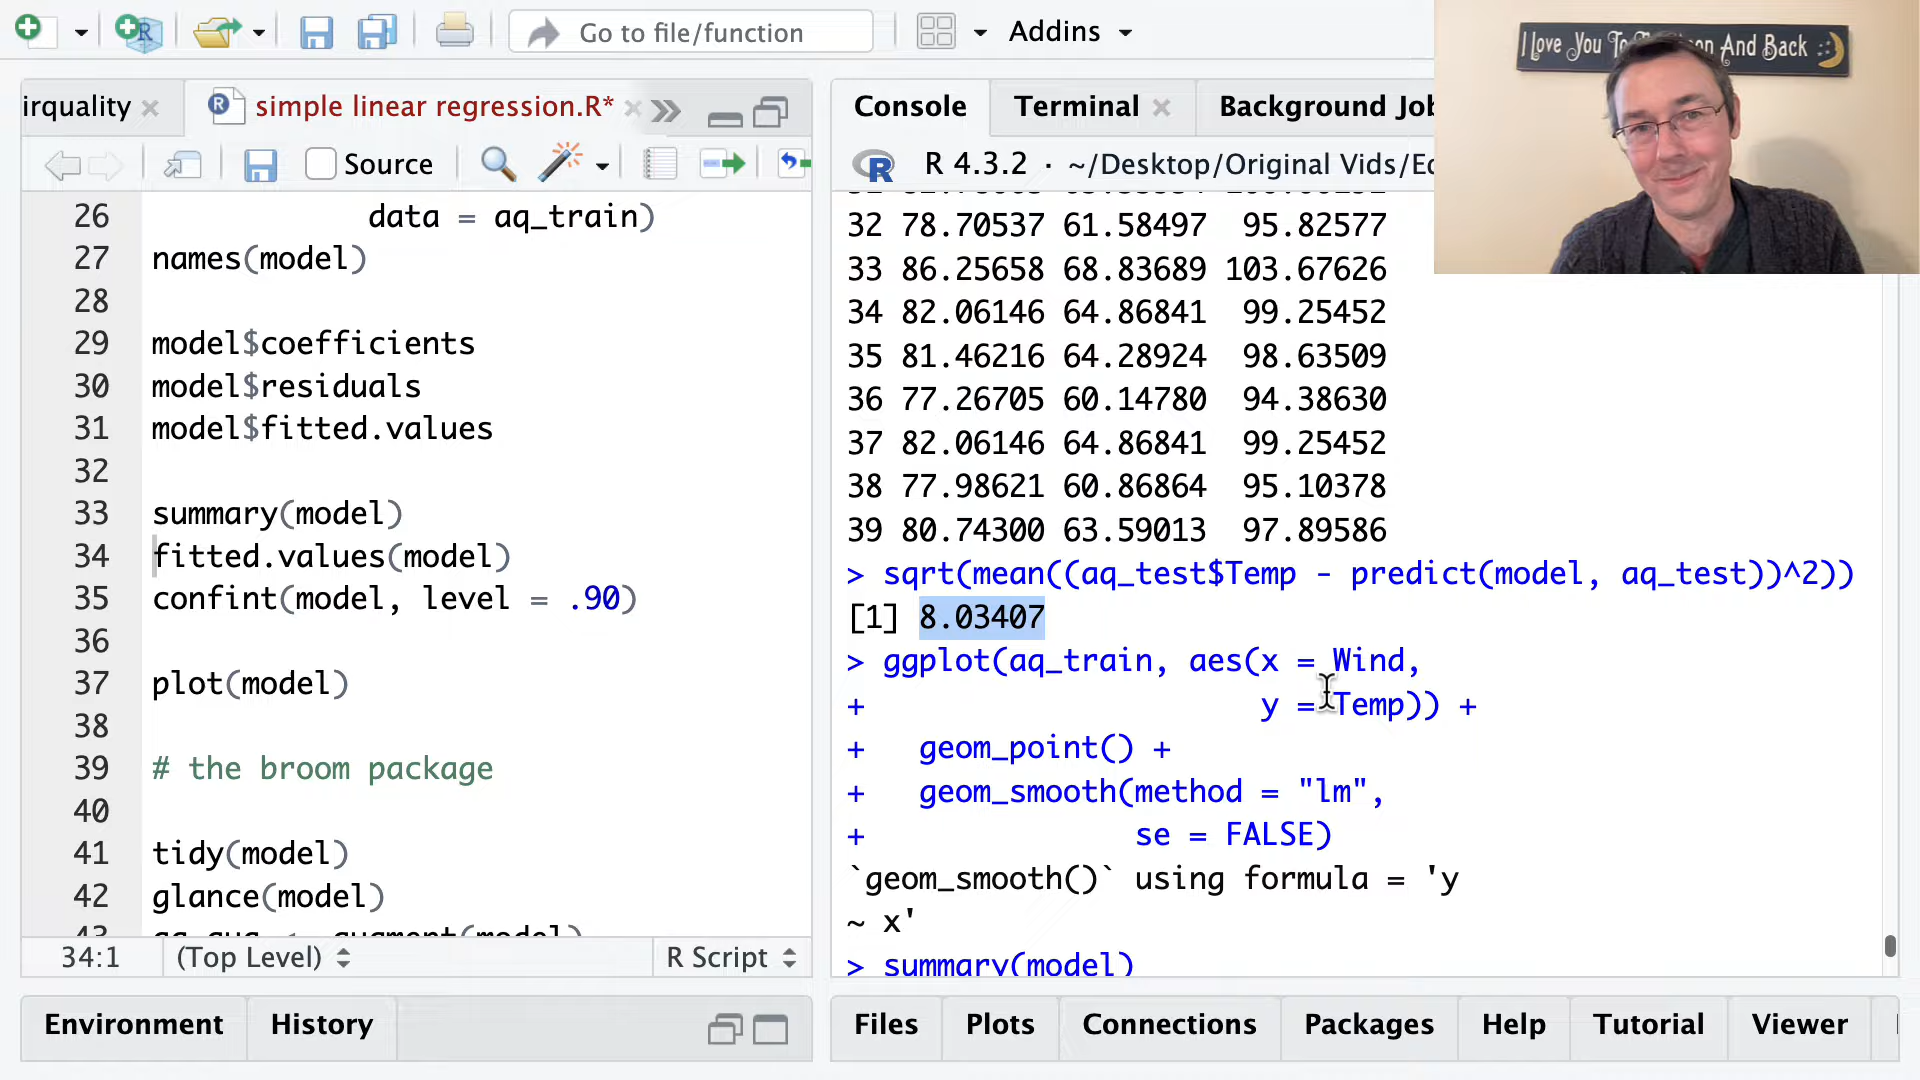 Go to file/function
Addins
irquality
simple linear regression.R*
Source
26 data = aq_train)
27 names(model)
28
29 model$coefficients
30 model$residuals
31 model$fitted.values
32
33 summary(model)
34 fitted.values(model)
35 confint(model, level = .90)
36
37 plot(model)
38
39 # the broom package
40
41 tidy(model)
42 glance(model)
34:1 (Top Level) R Script
Environment History
Console Terminal Background Job
R 4.3.2 · ~/Desktop/Original Vids/Ec
32 78.70537 61.58497 95.82577
33 86.25658 68.83689 103.67626
34 82.06146 64.86841 99.25452
35 81.46216 64.28924 98.63509
36 77.26705 60.14780 94.38630
37 82.06146 64.86841 99.25452
38 77.98621 60.86864 95.10378
39 80.74300 63.59013 97.89586
> sqrt(mean((aq_test$Temp - predict(model, aq_test))^2))
[1] 8.03407
> ggplot(aq_train, aes(x = Wind,
+ y = Temp)) +
+ geom_point() +
+ geom_smooth(method = "lm",
+ se = FALSE)
`geom_smooth()` using formula = 'y
~ x'
> summary(model)
Files Plots Connections Packages Help Tutorial Viewer
I Love You To And Back